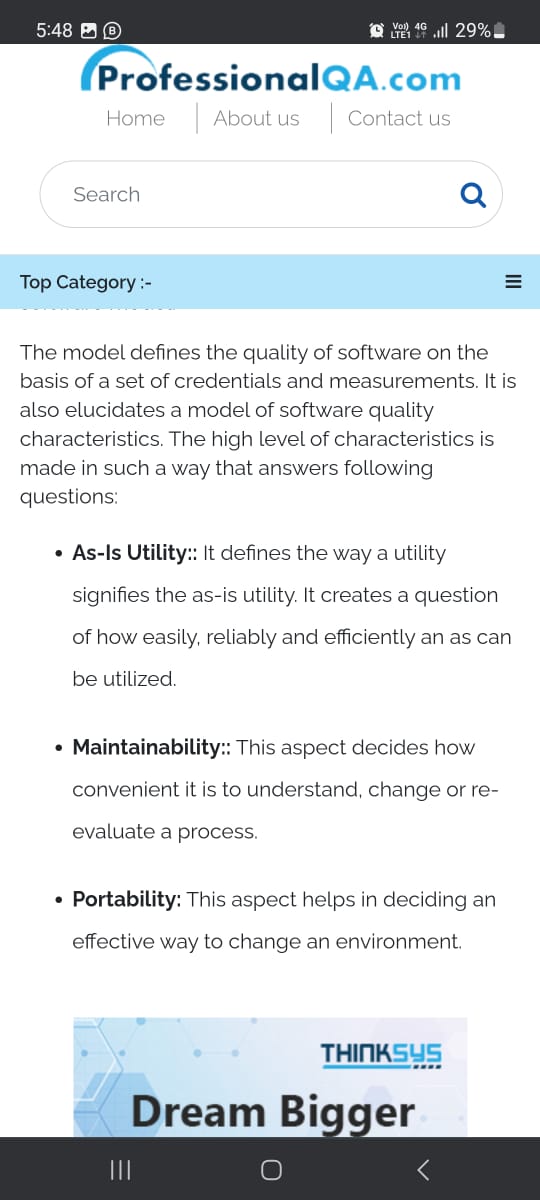 5:48
Vo)) 4G
LTE1 29%
ProfessionalQA.com
Home About us Contact us
Search
Top Category :-
The model defines the quality of software on the
basis of a set of credentials and measurements. It is
also elucidates a model of software quality
characteristics. The high level of characteristics is
made in such a way that answers following
questions:
• As-Is Utility:: It defines the way a utility
signifies the as-is utility. It creates a question
of how easily, reliably and efficiently an as can
be utilized.
• Maintainability:: This aspect decides how
convenient it is to understand, change or re-
evaluate a process.
• Portability: This aspect helps in deciding an
effective way to change an environment.
THINKSYS
Dream Bigger